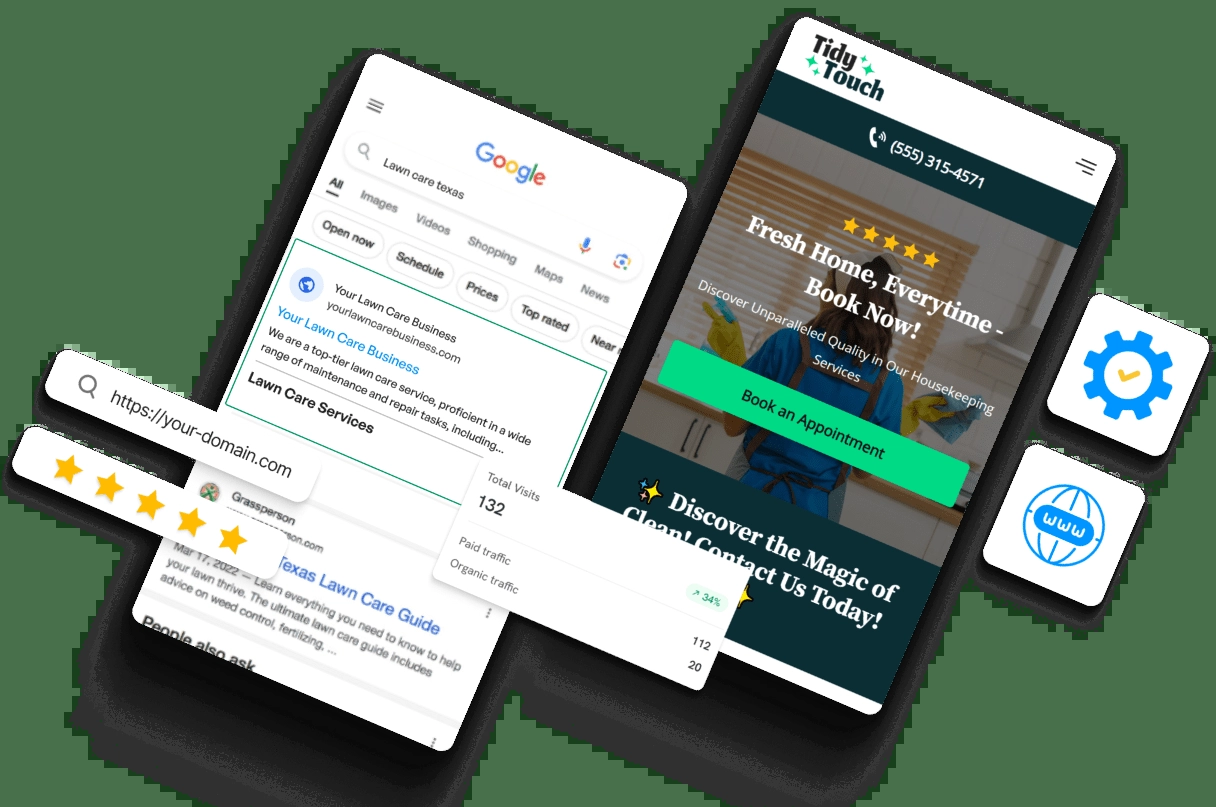 Google
Lawn care texas
All Images Videos Shopping Maps News
Open now Schedule Prices Top rated Near
Your Lawn Care Business
yourlawncarebusiness.com
Your Lawn Care Business
We are a top-tier lawn care service, proficient in a wide
range of maintenance and repair tasks, including...
Lawn Care Services
https://your-domain.com
Grassperson
Texas Lawn Care Guide
Mar 17, 2022 — Learn everything you need to know to help
your lawn thrive. The ultimate lawn care guide includes
advice on weed control, fertilizing, ...
People also ask
Total Visits
132
34%
Paid traffic 112
Organic traffic 20
Tidy
Touch
(555) 315-4571
Fresh Home, Everytime -
Book Now!
Discover Unparalleled Quality in Our Housekeeping
Services
Book an Appointment
Discover the Magic of
Clean! Contact Us Today!
www